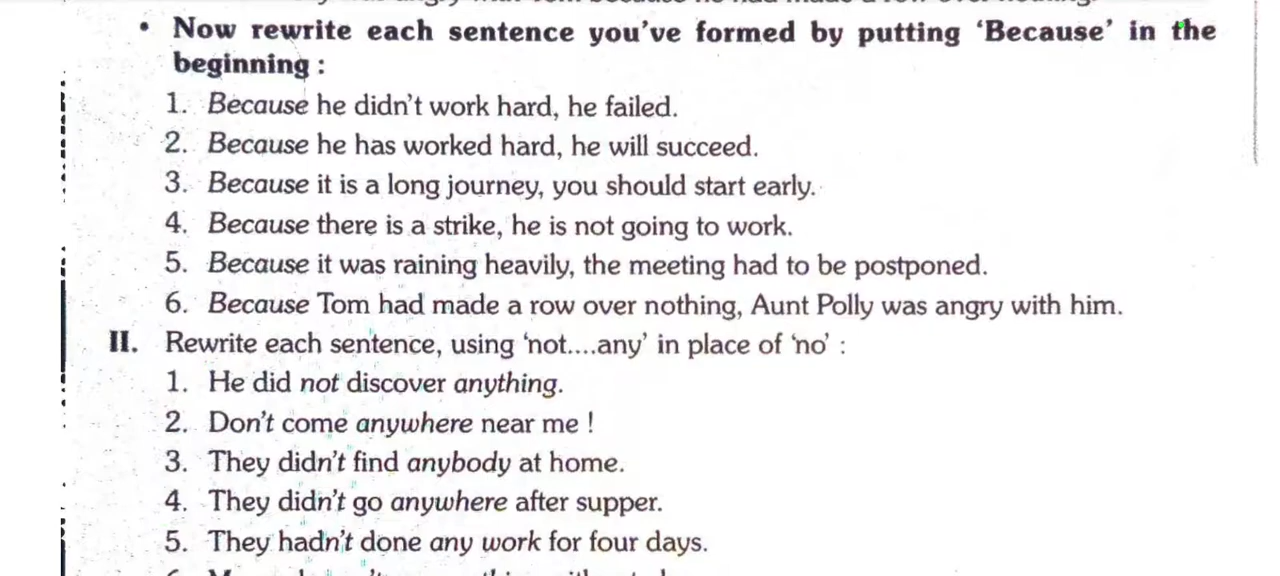 • Now rewrite each sentence you've formed by putting 'Because' in the
beginning :
1. Because he didn't work hard, he failed.
2. Because he has worked hard, he will succeed.
3. Because it is a long journey, you should start early.
4. Because there is a strike, he is not going to work.
5. Because it was raining heavily, the meeting had to be postponed.
6. Because Tom had made a row over nothing, Aunt Polly was angry with him.
II. Rewrite each sentence, using 'not....any' in place of 'no' :
1. He did not discover anything.
2. Don't come anywhere near me !
3. They didn't find anybody at home.
4. They didn't go anywhere after supper.
5. They hadn't done any work for four days.